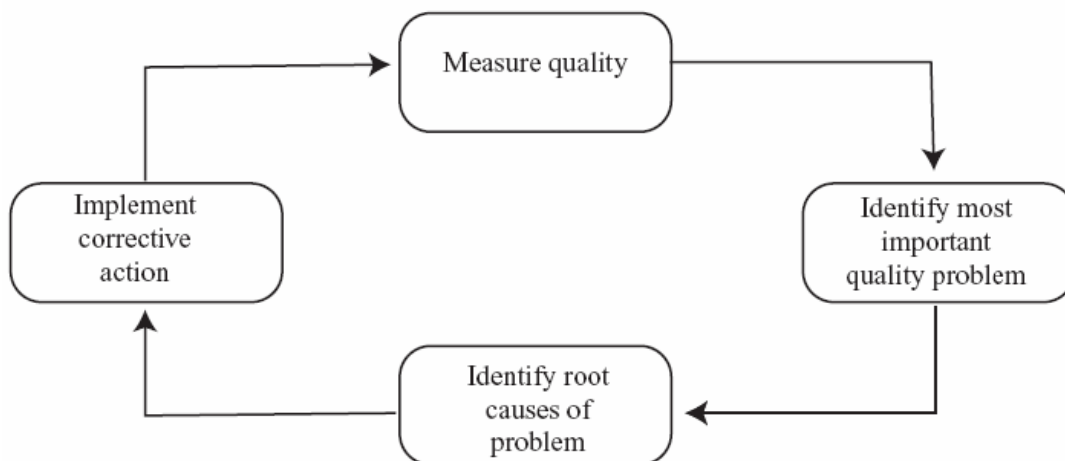 Measure quality
Implement
corrective
action
Identify most
important
quality problem
Identify root
causes of
problem